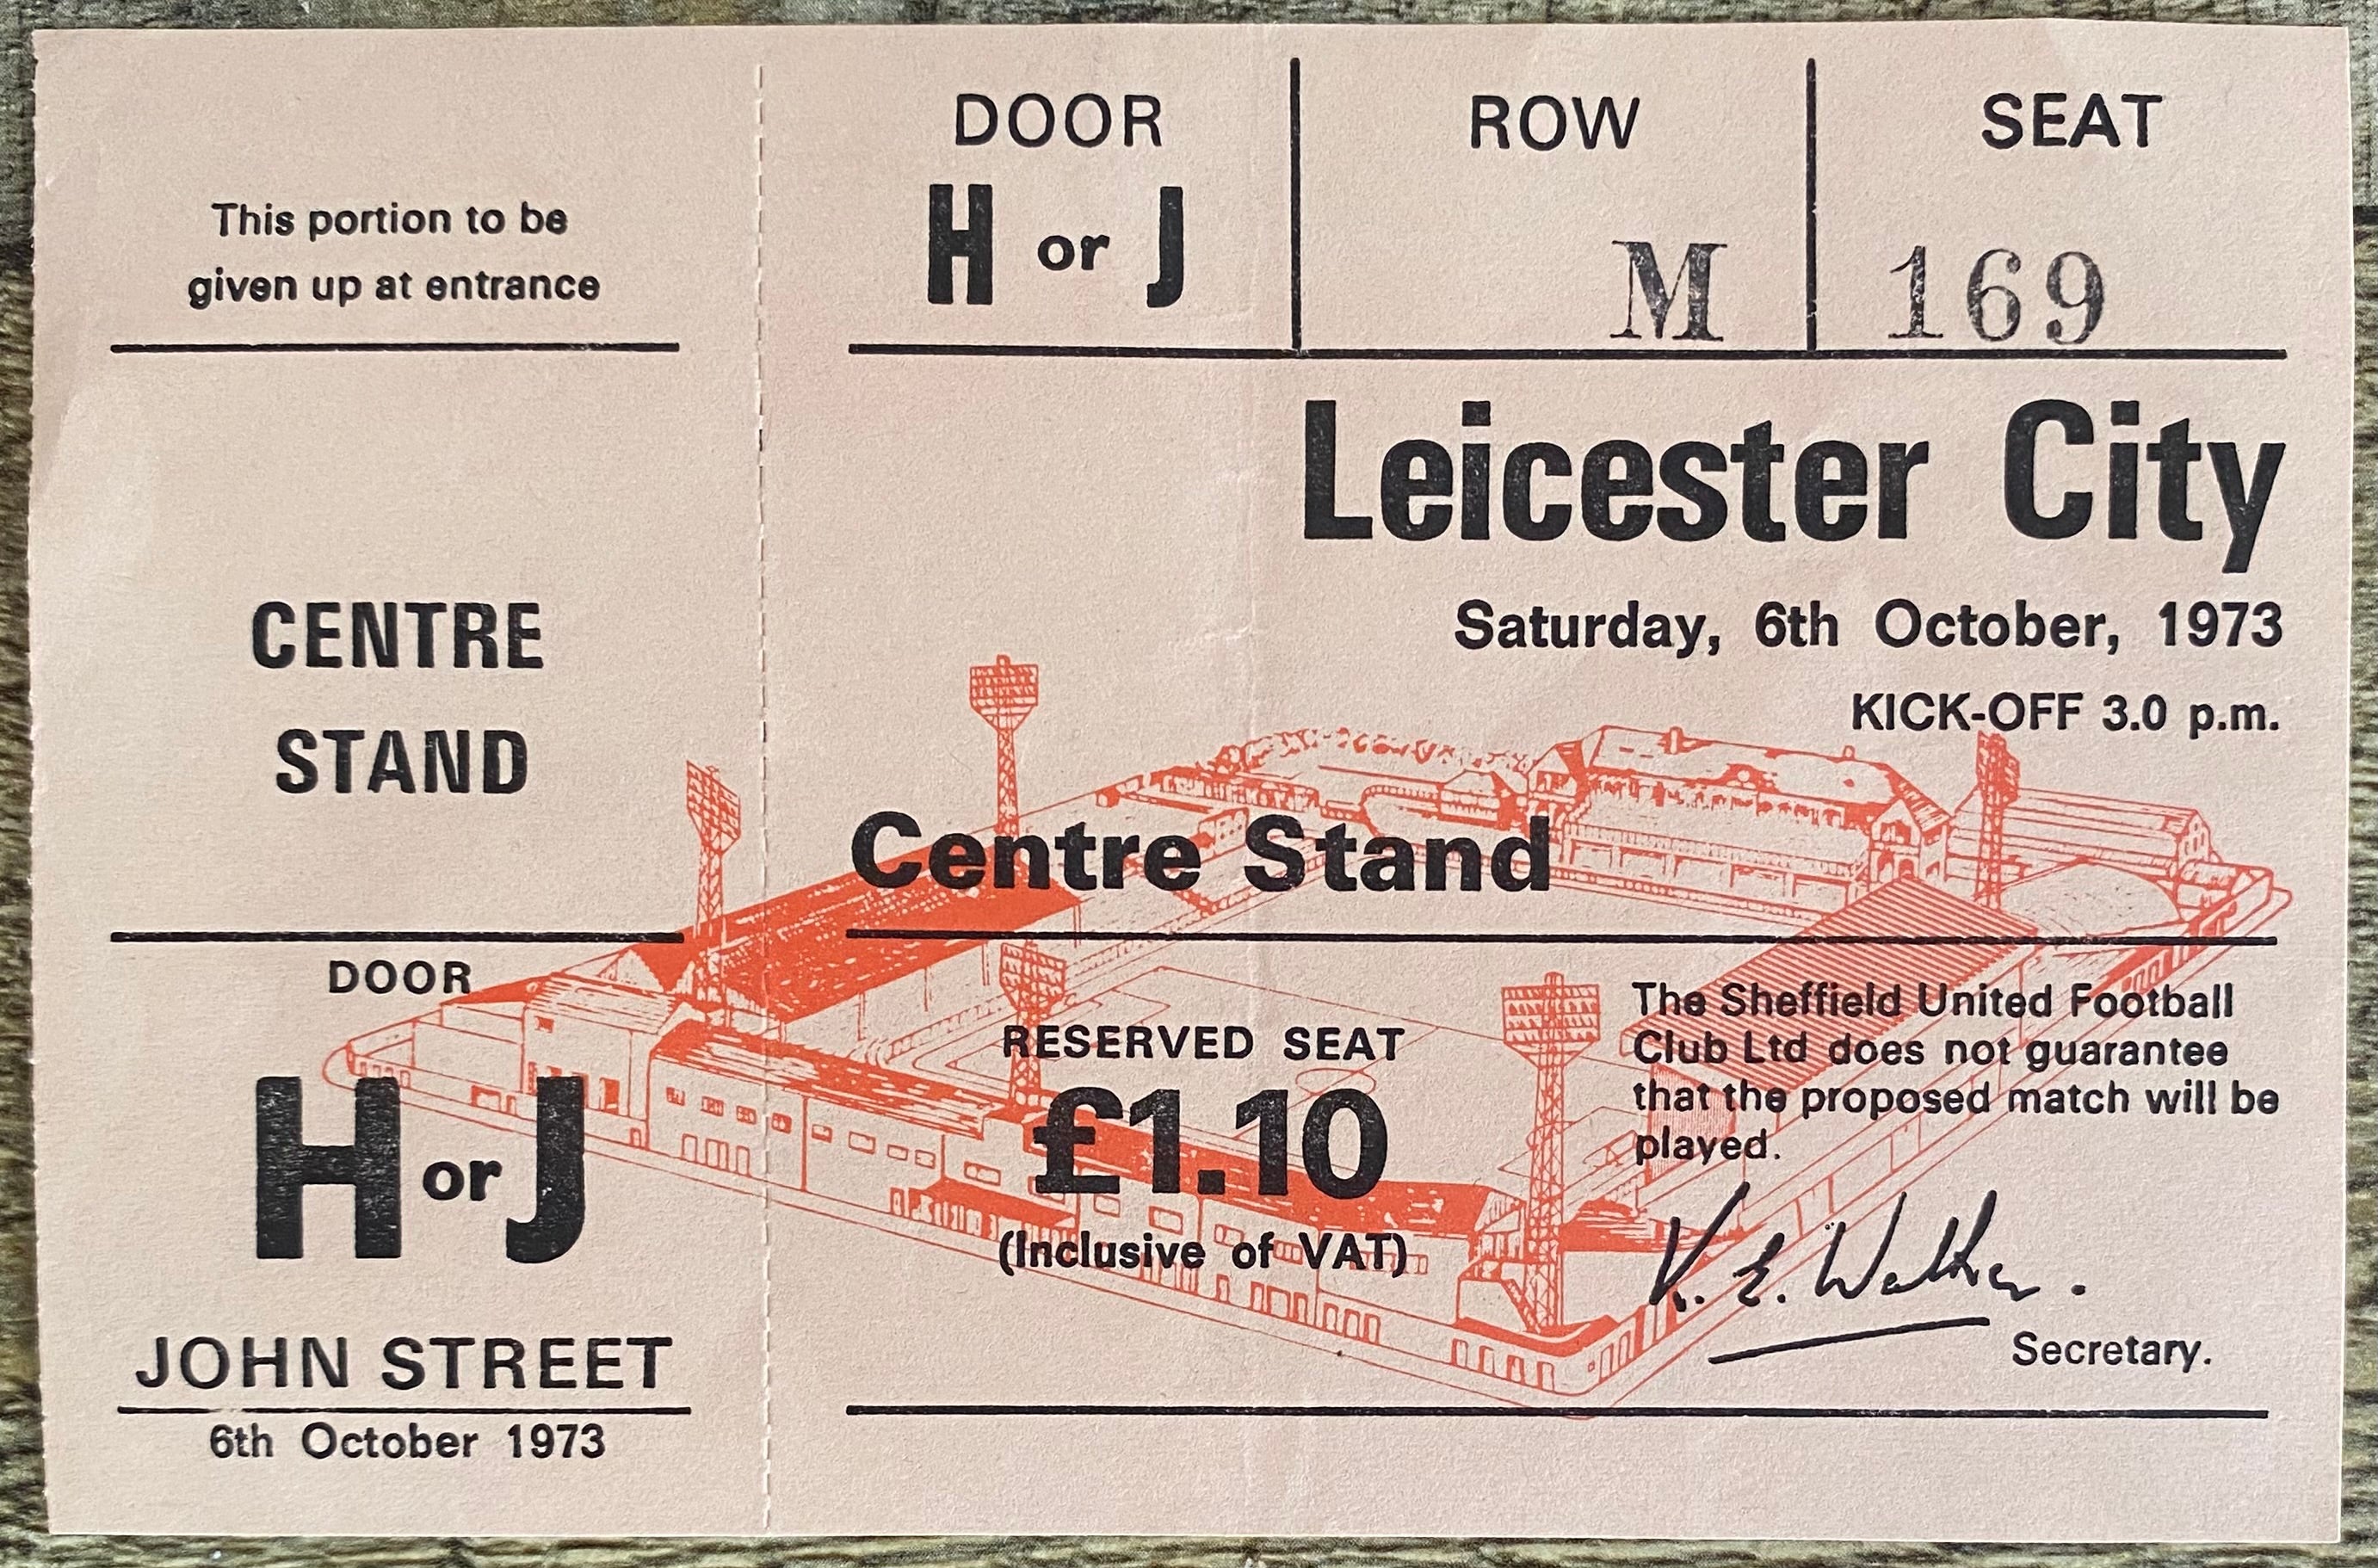 This portion to be
given up at entrance
CENTRE
STAND
DOOR
H or J
JOHN STREET
6th October 1973
DOOR
H or J
ROW
M
SEAT
169
Leicester City
Saturday, 6th October, 1973
KICK-OFF 3.0 p.m.
Centre Stand
RESERVED SEAT
£1.10
(Inclusive of VAT)
The Sheffield United Football
Club Ltd does not guarantee
that the proposed match will be
played.
K. E. Walker.
Secretary.